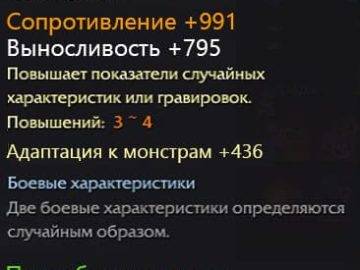 Сопротивление +991
Выносливость +795
Повышает показатели случайных
характеристик или гравировок.
Повышений: 3 ~ 4
Адаптация к монстрам +436
Боевые характеристики
Две боевые характеристики определяются
случайным образом.